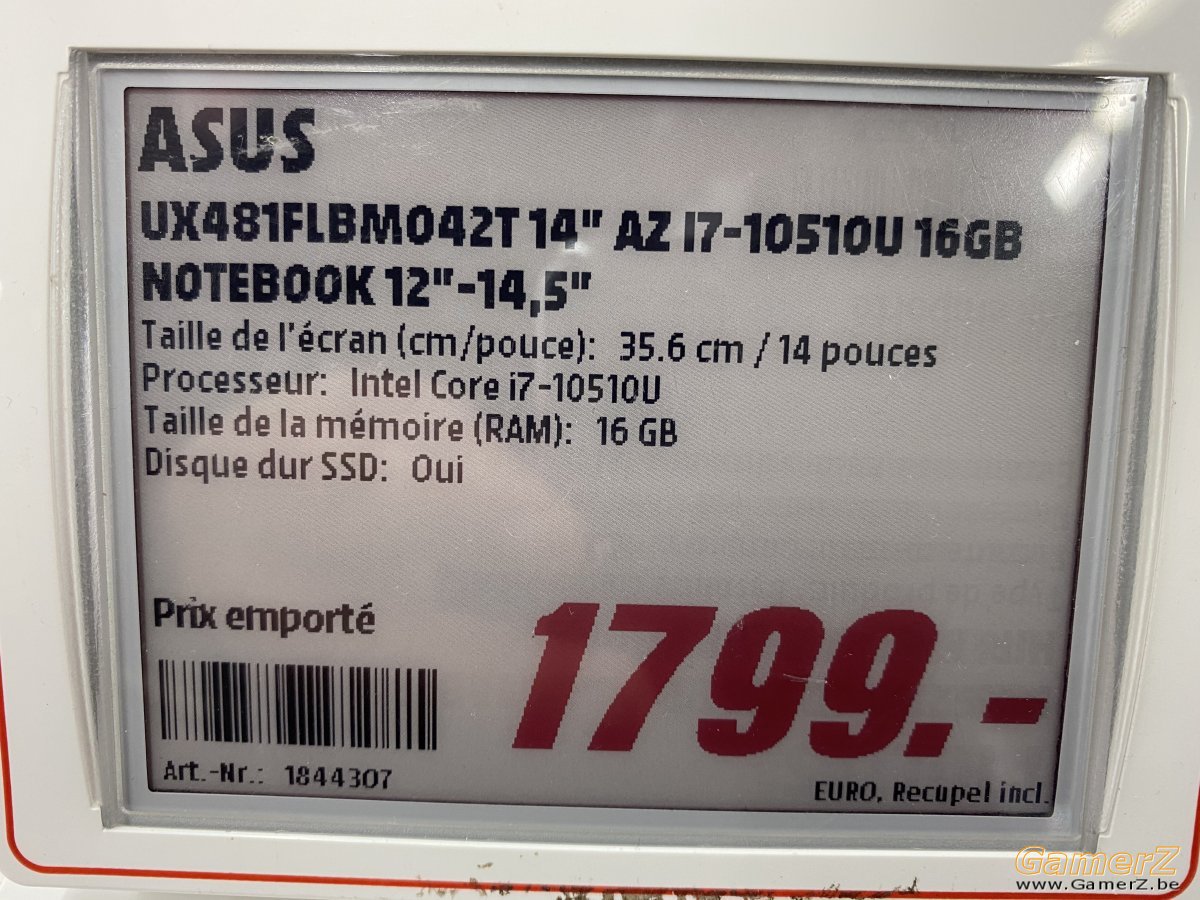 ASUS
UX481FLBM042T 14" AZ I7-10510U 16GB
NOTEBOOK 12"-14,5"
Taille de l'écran (cm/pouce): 35.6 cm / 14 pouces
Processeur: Intel Core i7-10510U
Taille de la mémoire (RAM): 16 GB
Disque dur SSD: Oui
Prix emporté
1799.-
Art.-Nr.: 1844307
EURO, Recupel incl.
GamerZ
www.GamerZ.be